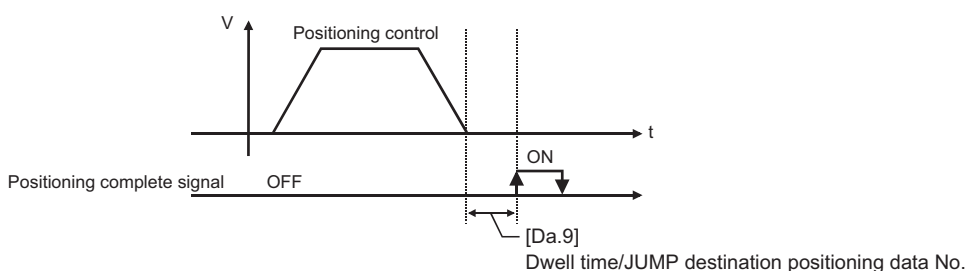 V
Positioning control
t
ON
Positioning complete signal OFF
[Da.9]
Dwell time/JUMP destination positioning data No.